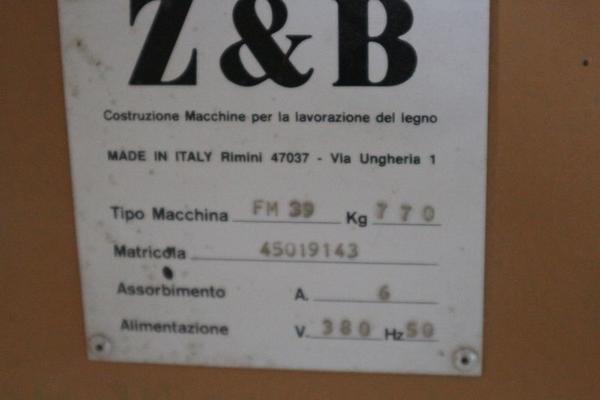 Z&B
Costruzione Macchine per la lavorazione del legno
MADE IN ITALY Rimini 47037 - Via Ungheria 1
Tipo Macchina FM 39 Kg 770
Matricola 45019143
Assorbimento A. 6
Alimentazione V. 380 Hz 50